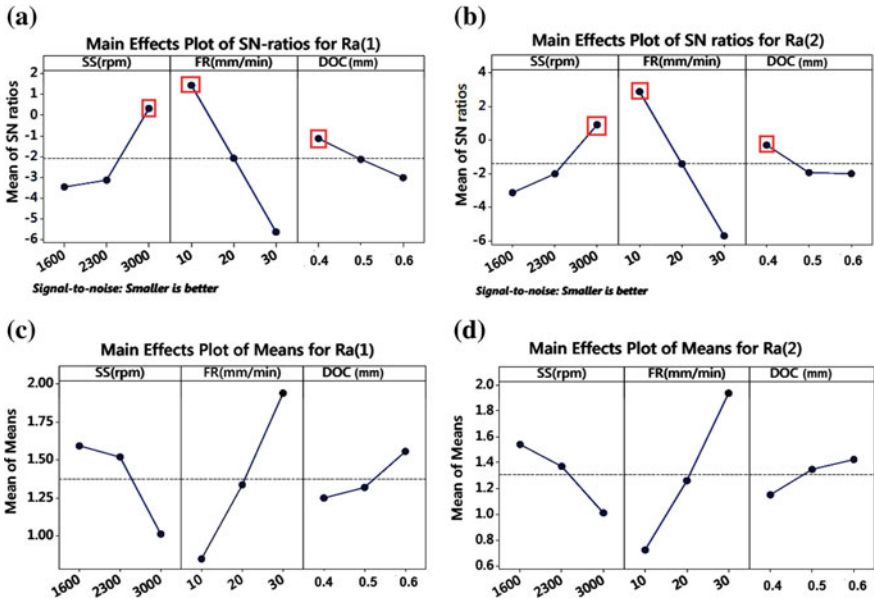 (a)
Main Effects Plot of SN-ratios for Ra(1)
SS(rpm) FR(mm/min) DOC(mm)
Mean of SN ratios
2
1
0
-1
-2
-3
-4
-5
-6
1600 2300 3000 10 20 30 0.4 0.5 0.6
Signal-to-noise: Smaller is better
(b)
Main Effects Plot of SN ratios for Ra(2)
SS(rpm) FR(mm/min) DOC(mm)
Mean of SN ratios
4
2
0
-2
-4
-6
1600 2300 3000 10 20 30 0.4 0.5 0.6
Signal-to-noise: Smaller is better
(c)
Main Effects Plot of Means for Ra(1)
SS(rpm) FR(mm/min) DOC (mm)
Mean of Means
2.00
1.75
1.50
1.25
1.00
1600 2300 3000 10 20 30 0.4 0.5 0.6
(d)
Main Effects Plot of Means for Ra(2)
SS(rpm) FR(mm/min) DOC (mm)
Mean of Means
2.0
1.8
1.6
1.4
1.2
1.0
0.8
0.6
1600 2300 3000 10 20 30 0.4 0.5 0.6